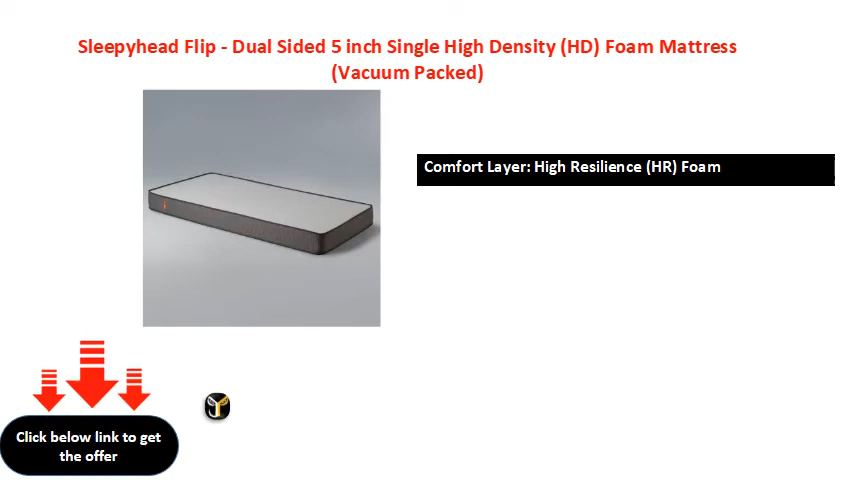 Sleepyhead Flip - Dual Sided 5 inch Single High Density (HD) Foam Mattress
(Vacuum Packed)
Comfort Layer: High Resilience (HR) Foam
Click below link to get
the offer